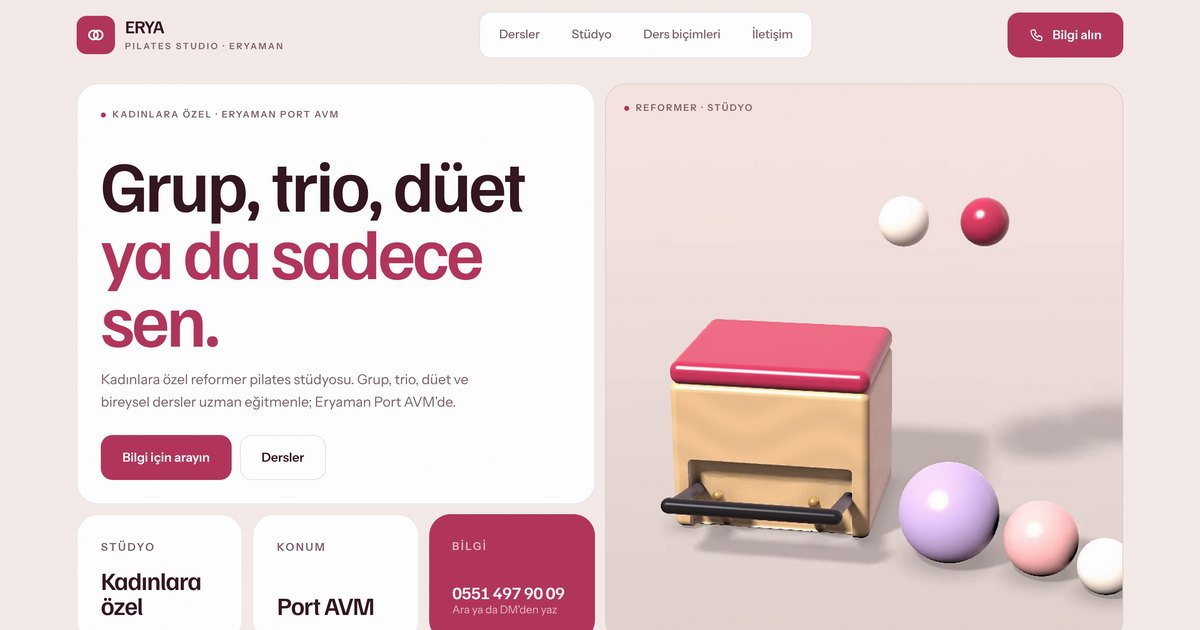 ERYA
PILATES STUDIO · ERYAMAN
Dersler
Stüdyo
Ders biçimleri
İletişim
Bilgi alın
KADINLARA ÖZEL · ERYAMAN PORT AVM
Grup, trio, düet
ya da sadece
sen.
Kadınlara özel reformer pilates stüdyosu. Grup, trio, düet ve
bireysel dersler uzman eğitmenle; Eryaman Port AVM'de.
Bilgi için arayın
Dersler
REFORMER · STÜDYO
STÜDYO
Kadınlara
özel
KONUM
Port AVM
BİLGİ
0551 497 90 09
Ara ya da DM'den yaz